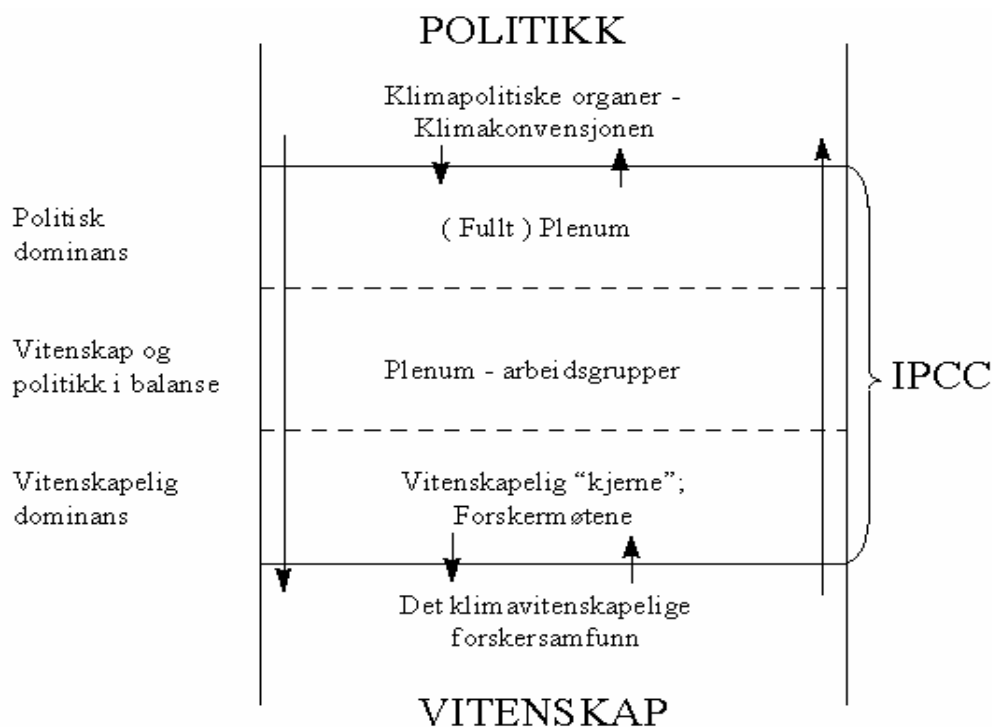 POLITIKK
Klimapolitiske organer -
Klimakonvensjonen
Politisk
dominans
( Fullt ) Plenum
Vitenskap og
politikk i balanse
Plenum - arbeidsgrupper
IPCC
Vitenskapelig
dominans
Vitenskapelig “kjerne”;
Forskermøtene
Det klimavitenskapelige
forskersamfunn
VITENSKAP